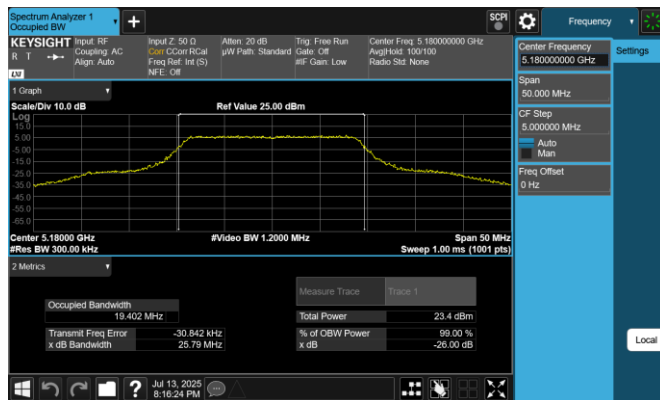 Spectrum Analyzer 1
Occupied BW
SCPI
Frequency
KEYSIGHT
R T
LXI
Input: RF
Coupling: AC
Align: Auto
Input Z: 50 Ω
Corr CCorr RCal
Freq Ref: Int (S)
NFE: Off
Atten: 20 dB
µW Path: Standard
Trig: Free Run
Gate: Off
#IF Gain: Low
Center Freq: 5.180000000 GHz
Avg|Hold: 100/100
Radio Std: None
Center Frequency
5.180000000 GHz
Settings
Span
50.000 MHz
CF Step
5.000000 MHz
Auto
Man
Freq Offset
0 Hz
Local
1 Graph
Scale/Div 10.0 dB
Ref Value 25.00 dBm
Log
15.0
5.00
-5.00
-15.0
-25.0
-35.0
-45.0
-55.0
-65.0
Center 5.18000 GHz
#Video BW 1.2000 MHz
Span 50 MHz
#Res BW 300.00 kHz
Sweep 1.00 ms (1001 pts)
2 Metrics
Measure Trace
Trace 1
Occupied Bandwidth
19.402 MHz
Total Power
23.4 dBm
Transmit Freq Error
-30.842 kHz
% of OBW Power
99.00 %
x dB Bandwidth
25.79 MHz
x dB
-26.00 dB
?
Jul 13, 2025
8:16:24 PM